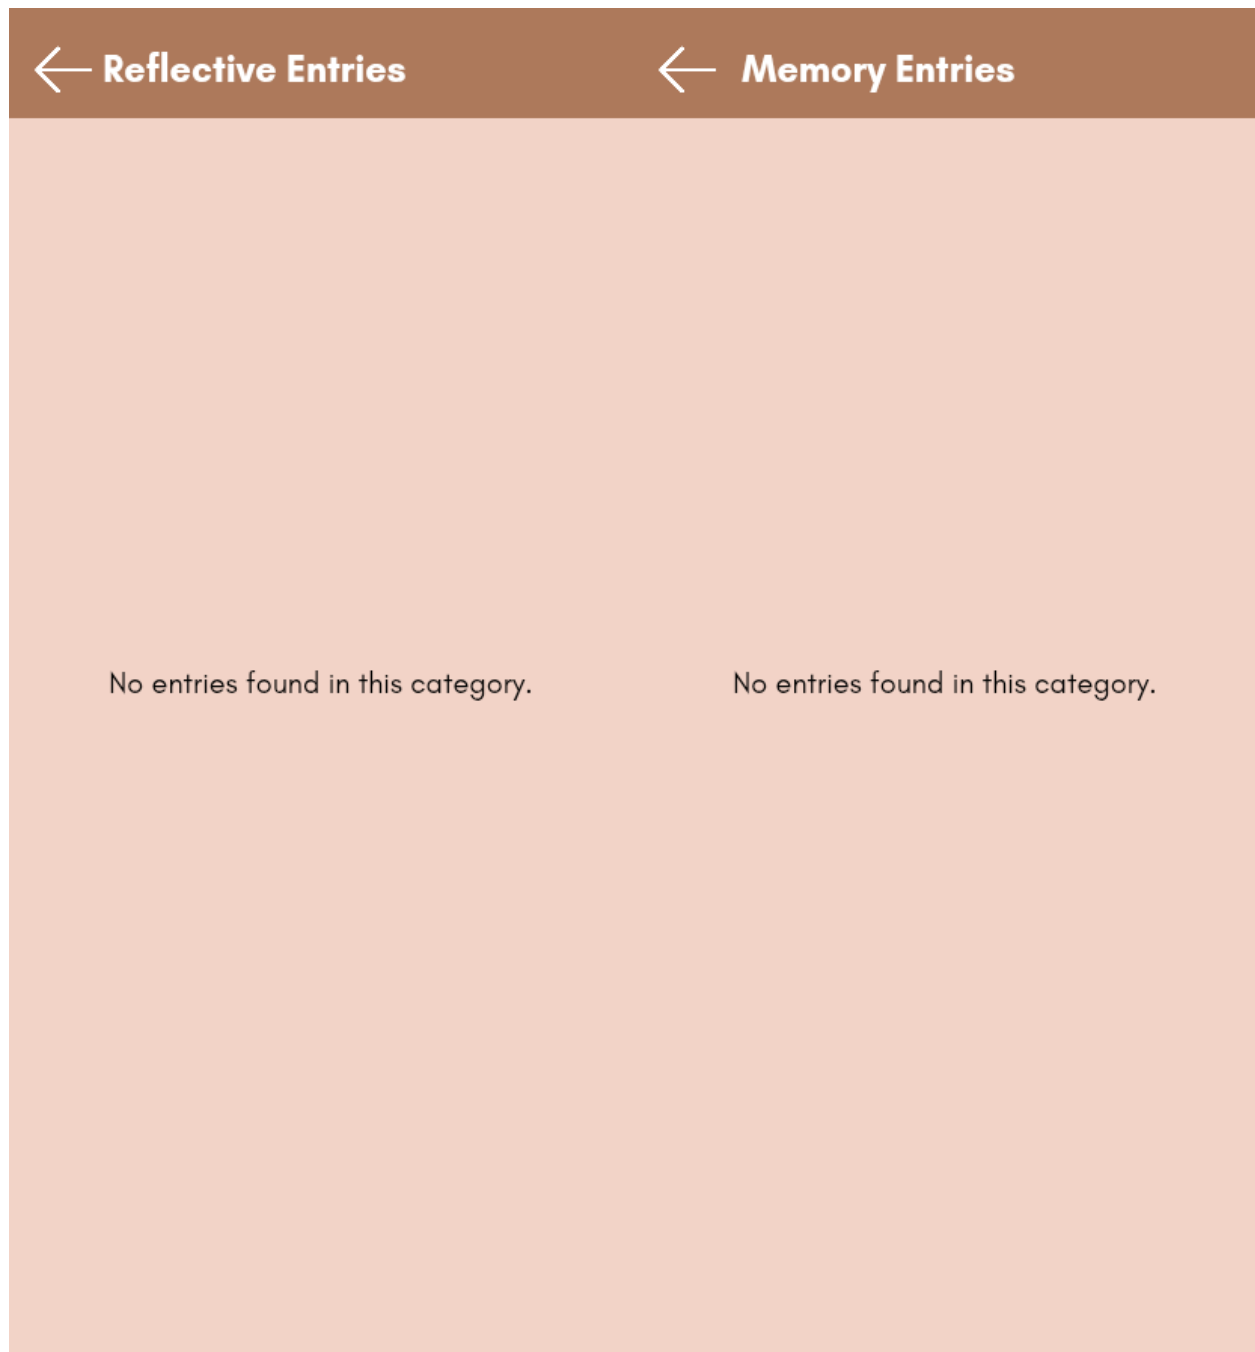 Reflective Entries
No entries found in this category.
Memory Entries
No entries found in this category.